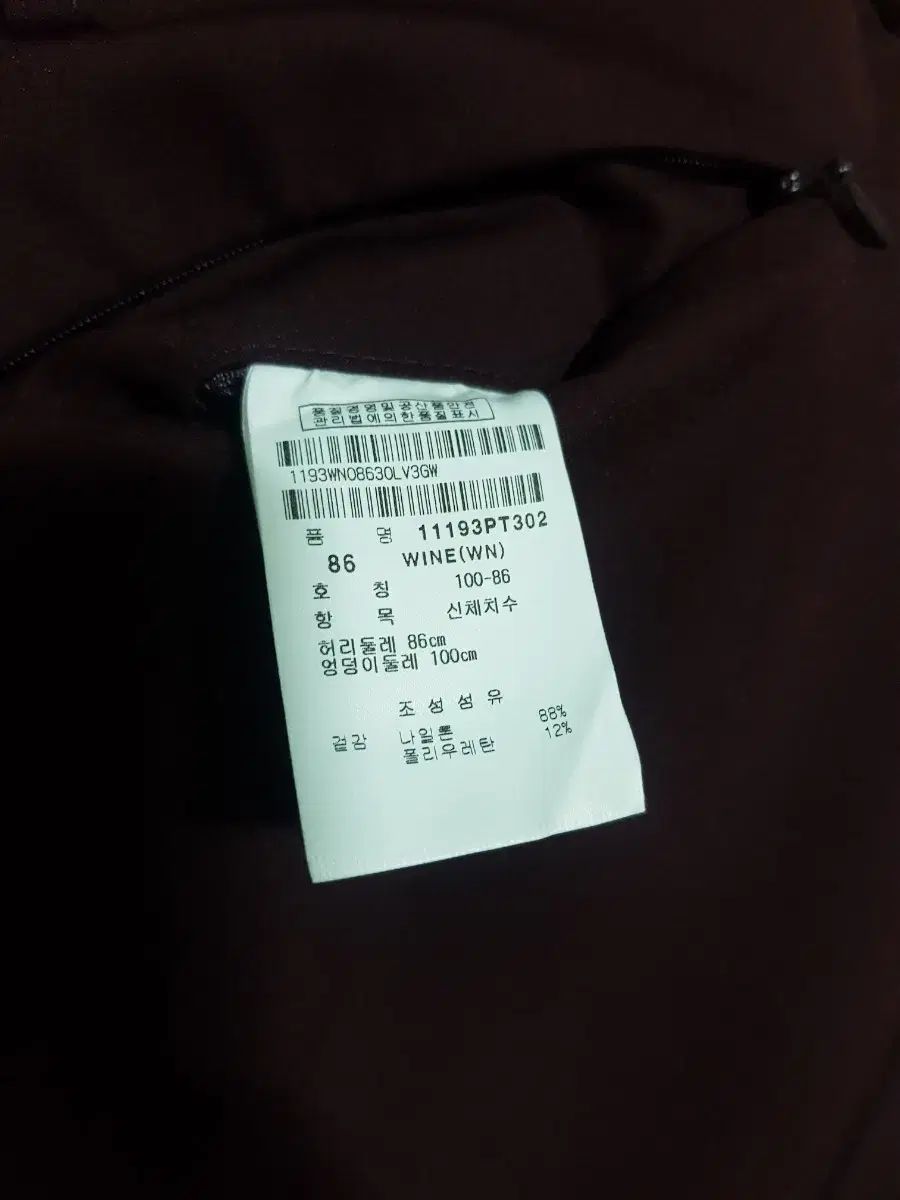 품질경영및공산품안전
관리법에의한품질표시
1193WN0863OLV3GW
품 명 11193PT302
86 WINE(WN)
호 칭 100-86
항 목 신체치수
허리둘레 86cm
엉덩이둘레 100cm
조 성 섬 유
겉감 나일론 88%
폴리우레탄 12%